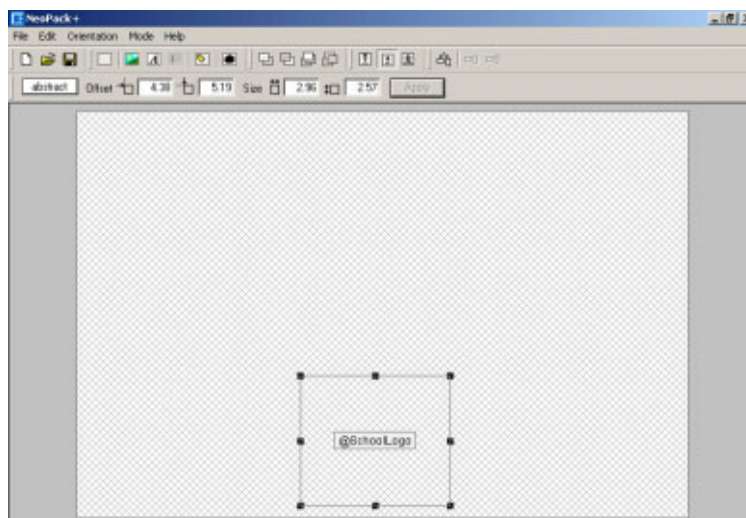 NeoPack+
File Edit Orientation Mode Help
abstract Offset 4.38 5.19 Size 2.96 2.57 Apply
@SchoolLogo